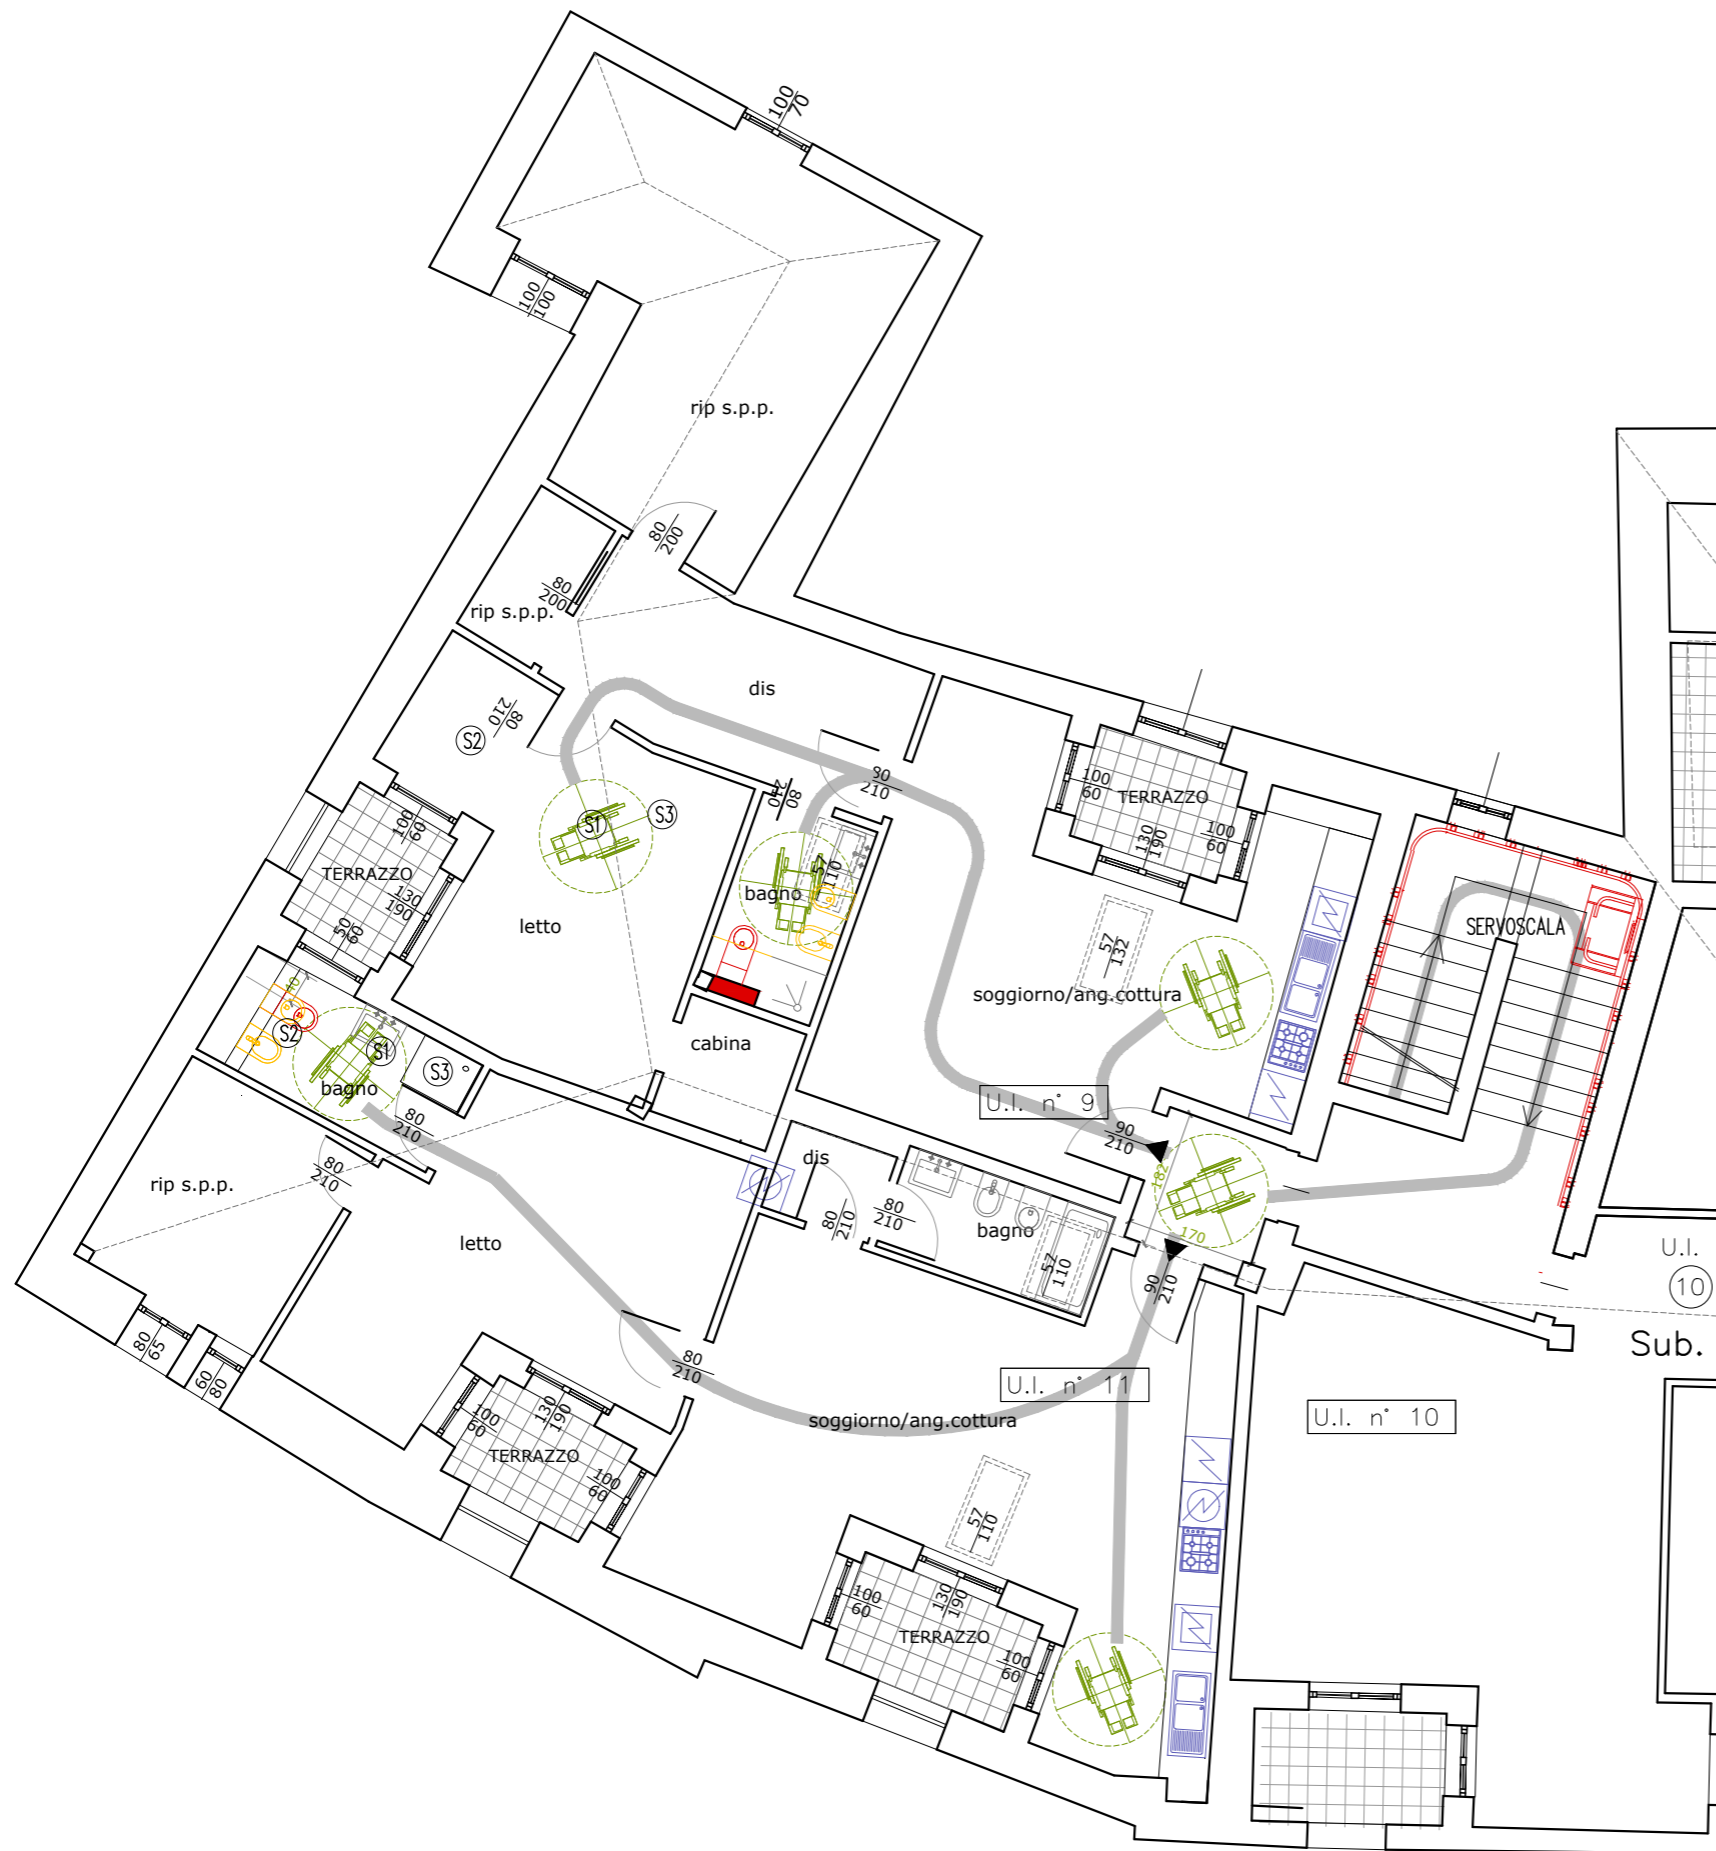 100
70
100
100
rip s.p.p.
80
200
80
200
rip s.p.p.
dis
80
210
S2
80
210
80
210
100
60
TERRAZZO
130
190
100
60
S1
S3
57
110
bagno
100
60
TERRAZZO
130
190
50
60
letto
SERVOSCALA
57
132
soggiorno/ang.cottura
40
S2
S1
S3
bagno
cabina
80
210
U.I. n° 9
90
210
182
170
dis
80
210
rip s.p.p.
80
210
80
210
bagno
57
110
90
210
letto
U.I.
10
Sub.
80
65
60
80
80
210
U.I. n° 11
U.I. n° 10
soggiorno/ang.cottura
100
60
130
190
TERRAZZO
100
60
57
110
100
60
130
190
TERRAZZO
100
60